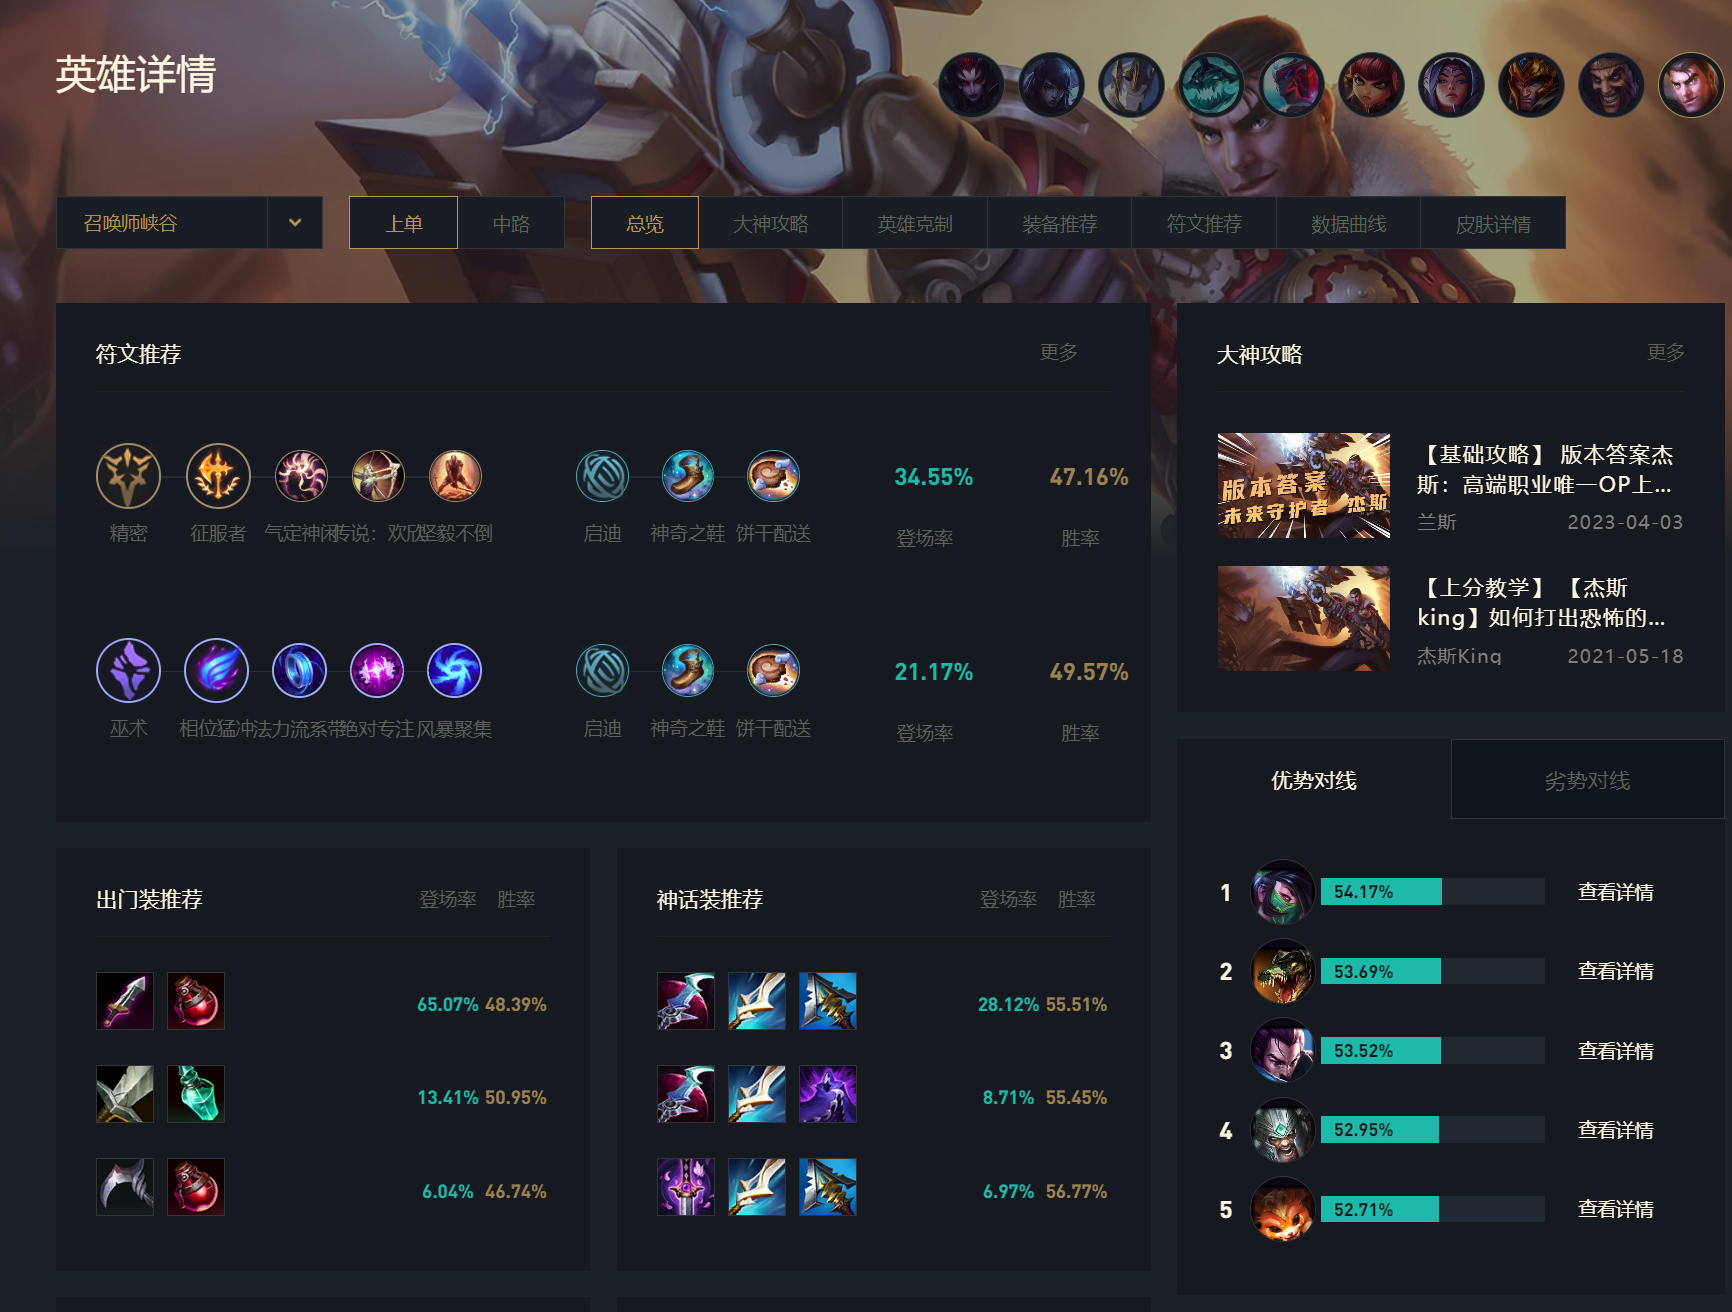 英雄详情
召唤师峡谷
上单
中路
总览
大神攻略
英雄克制
装备推荐
符文推荐
数据曲线
皮肤详情
符文推荐
更多
精密
征服者
气定神闲
传说：欢欣
坚毅不倒
启迪
神奇之鞋
饼干配送
34.55%
登场率
47.16%
胜率
巫术
相位猛冲
法力流系带
绝对专注
风暴聚集
启迪
神奇之鞋
饼干配送
21.17%
登场率
49.57%
胜率
大神攻略
更多
版本答案
未来守护者 杰斯
【基础攻略】 版本答案杰
斯：高端职业唯一OP上...
兰斯
2023-04-03
【上分教学】 【杰斯
king】如何打出恐怖的...
杰斯King
2021-05-18
出门装推荐
登场率
胜率
65.07%
48.39%
13.41%
50.95%
6.04%
46.74%
神话装推荐
登场率
胜率
28.12%
55.51%
8.71%
55.45%
6.97%
56.77%
优势对线
劣势对线
1
54.17%
查看详情
2
53.69%
查看详情
3
53.52%
查看详情
4
52.95%
查看详情
5
52.71%
查看详情